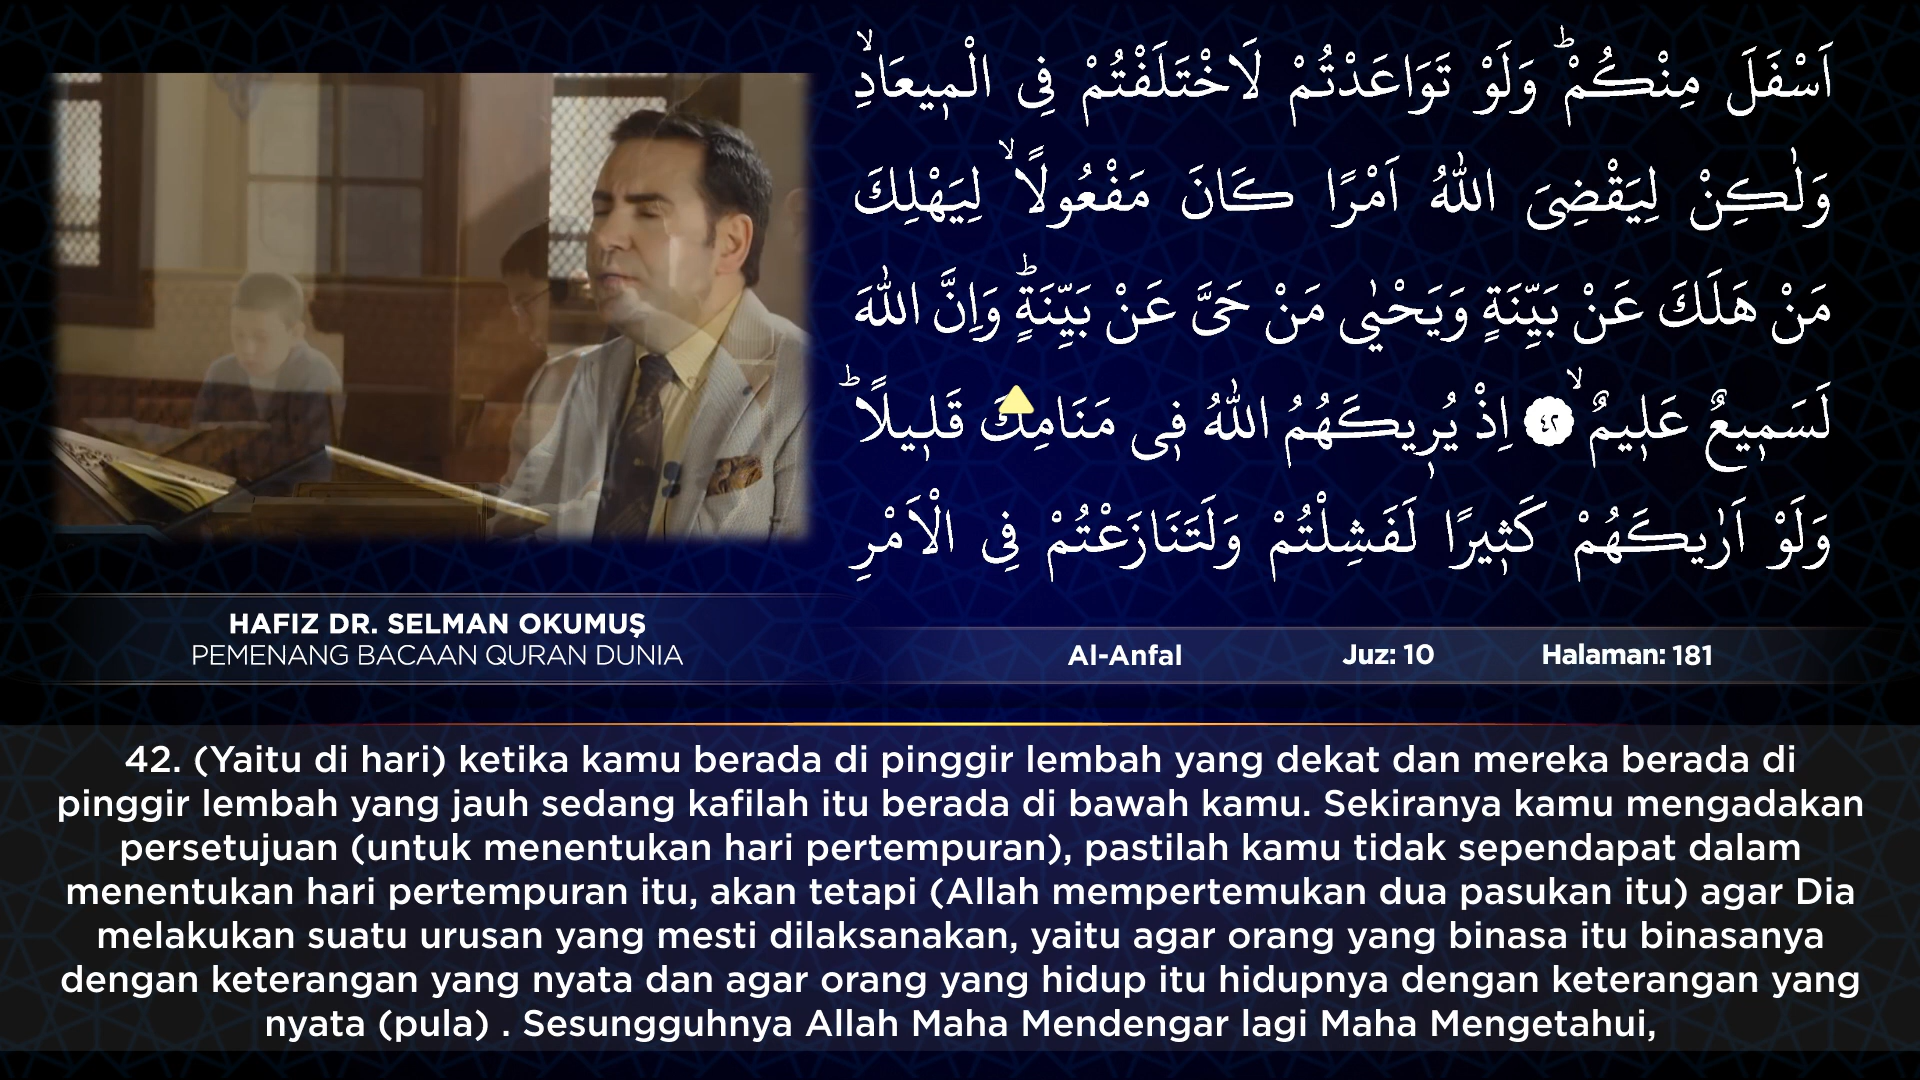 اَسْفَلَ مِنْكُمْۜ وَلَوْ تَوَاعَدْتُمْ لَاخْتَلَفْتُمْ فِى الْم۪يعَادِۙ
وَلٰكِنْ لِيَقْضِىَ اللّٰهُ اَمْرًا كَانَ مَفْعُولًاۙ لِيَهْلِكَ
مَنْ هَلَكَ عَنْ بَيِّنَةٍ وَيَحْيٰى مَنْ حَىَّ عَنْ بَيِّنَةٍۜ وَاِنَّ اللّٰهَ
لَسَم۪يعٌ عَل۪يمٌۙ ٤٢ اِذْ يُر۪يكَهُمُ اللّٰهُ ف۪ى مَنَامِكَ قَل۪يلًاۜ
وَلَوْ اَرٰيكَهُمْ كَث۪يرًا لَفَشِلْتُمْ وَلَتَنَازَعْتُمْ فِى الْاَمْرِ
HAFIZ DR. SELMAN OKUMUŞ
PEMENANG BACAAN QURAN DUNIA
Al-Anfal Juz: 10 Halaman: 181
42. (Yaitu di hari) ketika kamu berada di pinggir lembah yang dekat dan mereka berada di
pinggir lembah yang jauh sedang kafilah itu berada di bawah kamu. Sekiranya kamu mengadakan
persetujuan (untuk menentukan hari pertempuran), pastilah kamu tidak sependapat dalam
menentukan hari pertempuran itu, akan tetapi (Allah mempertemukan dua pasukan itu) agar Dia
melakukan suatu urusan yang mesti dilaksanakan, yaitu agar orang yang binasa itu binasanya
dengan keterangan yang nyata dan agar orang yang hidup itu hidupnya dengan keterangan yang
nyata (pula) . Sesungguhnya Allah Maha Mendengar lagi Maha Mengetahui,